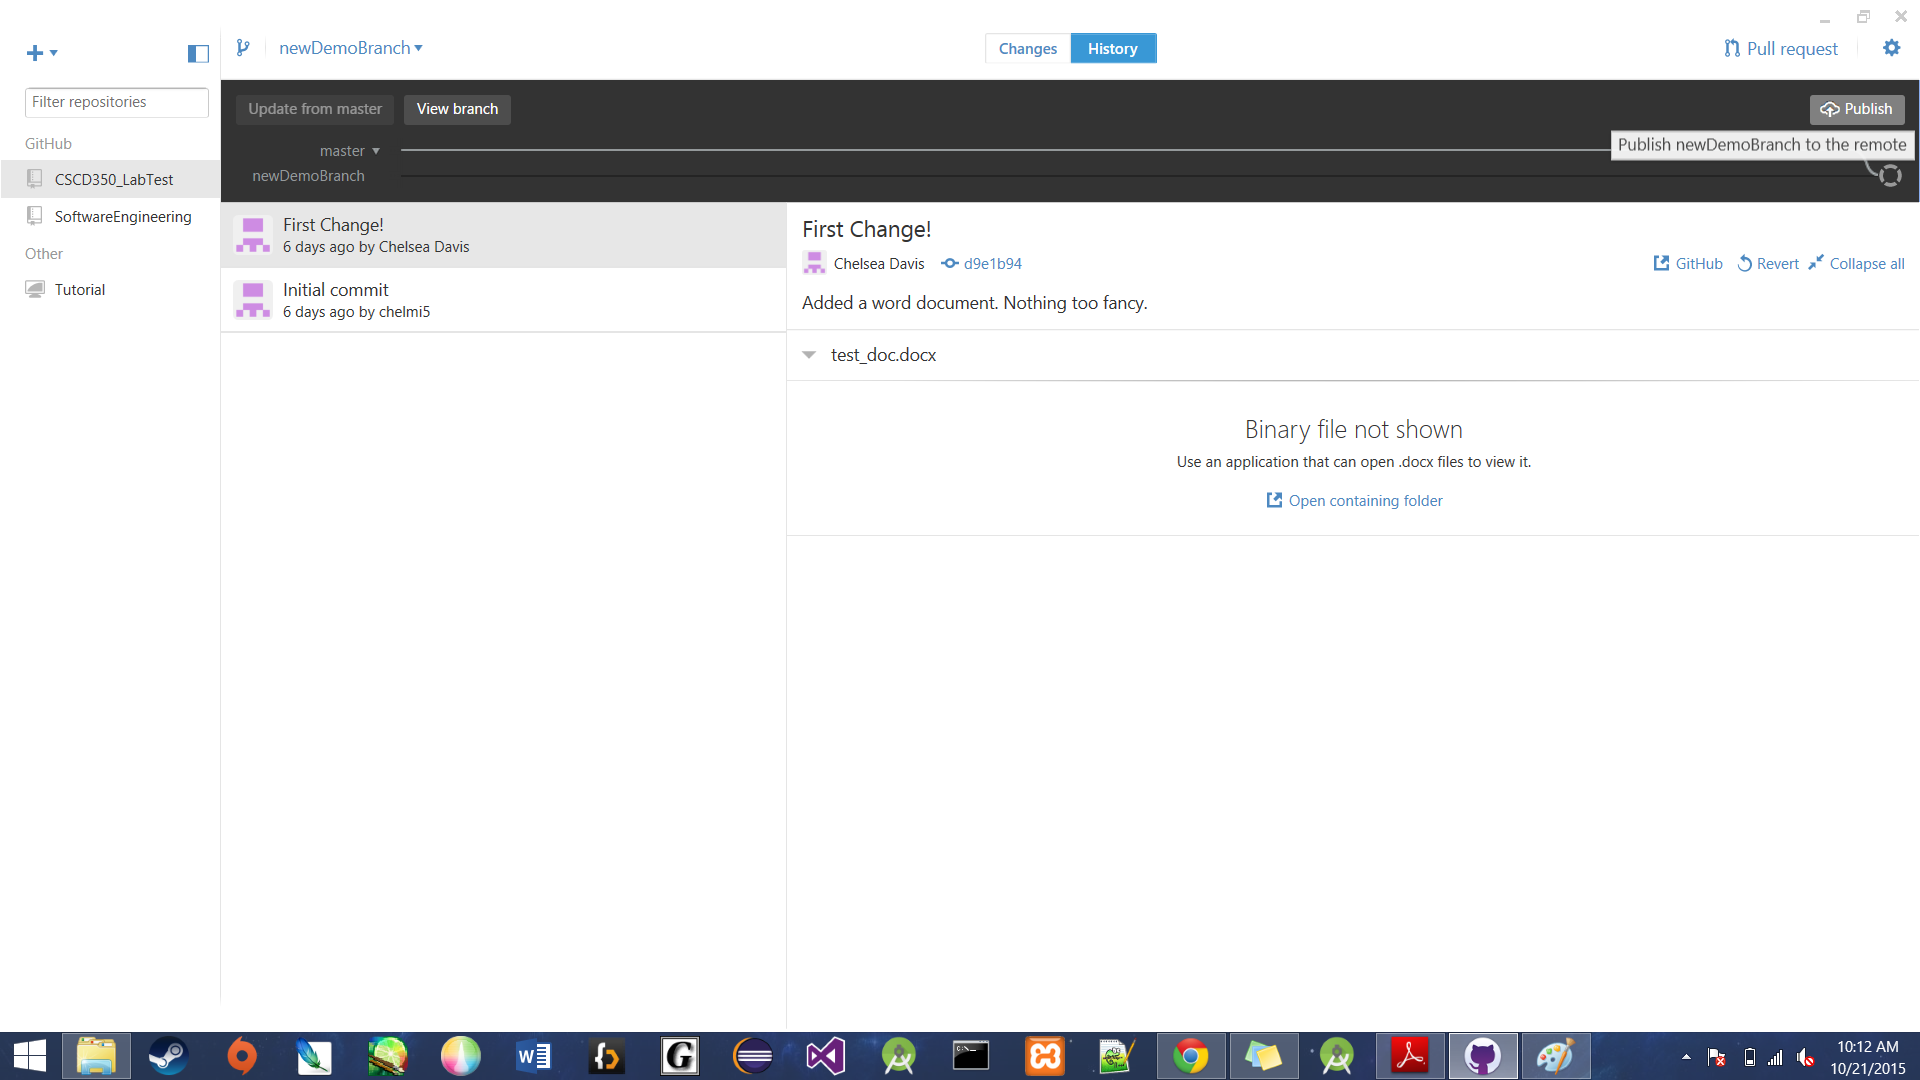 newDemoBranch
Changes
History
Pull request
Filter repositories
GitHub
CSCD350_LabTest
SoftwareEngineering
Other
Tutorial
Update from master
View branch
Publish
Publish newDemoBranch to the remote
master
newDemoBranch
First Change!
6 days ago by Chelsea Davis
Initial commit
6 days ago by chelmi5
First Change!
Chelsea Davis
d9e1b94
GitHub
Revert
Collapse all
Added a word document. Nothing too fancy.
test_doc.docx
Binary file not shown
Use an application that can open .docx files to view it.
Open containing folder
G
10:12 AM
10/21/2015